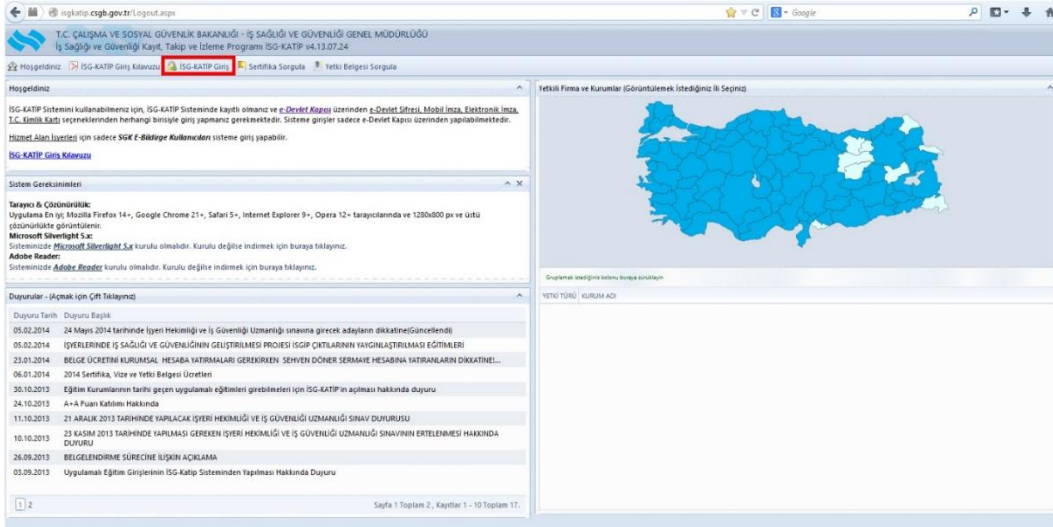 isgkatip.csgb.gov.tr/Logout.aspx
Google
T.C. ÇALIŞMA VE SOSYAL GÜVENLİK BAKANLIĞI - İŞ SAĞLIĞI VE GÜVENLİĞİ GENEL MÜDÜRLÜĞÜ
İş Sağlığı ve Güvenliği Kayıt, Takip ve İzleme Programı İSG-KATİP v4.13.07.24
Hoşgeldiniz İSG-KATİP Giriş Kılavuzu İSG-KATİP Giriş Sertifika Sorgula Yetki Belgesi Sorgula
Hoşgeldiniz
İSG-KATİP Sistemini kullanabilmeniz için, İSG-KATİP Sisteminde kayıtlı olmanız ve e-Devlet Kapısı üzerinden e-Devlet Şifresi, Mobil İmza, Elektronik İmza,
T.C. Kimlik Kartı seçeneklerinden herhangi birisiyle giriş yapmanız gerekmektedir. Sisteme girişler sadece e-Devlet Kapısı üzerinden yapılabilmektedir.
Hizmet Alan İşyerleri için sadece SGK E-Bildirge Kullanıcıları sisteme giriş yapabilir.
İSG-KATİP Giriş Kılavuzu
Sistem Gereksinimleri
Tarayıcı & Çözünürlülük:
Uygulama En iyi; Mozilla Firefox 14+, Google Chrome 21+, Safari 5+, Internet Explorer 9+, Opera 12+ tarayıcılarında ve 1280x800 px ve üstü
çözünürlükte görüntülenir.
Microsoft Silverlight 5.x:
Sisteminizde Microsoft Silverlight 5.x kurulu olmalıdır. Kurulu değilse indirmek için buraya tıklayınız.
Adobe Reader:
Sisteminizde Adobe Reader kurulu olmalıdır. Kurulu değilse indirmek için buraya tıklayınız.
Duyurular - (Açmak için Çift Tıklayınız)
Duyuru Tarih Duyuru Başlık
05.02.2014 24 Mayıs 2014 tarihinde İşyeri Hekimliği ve İş Güvenliği Uzmanlığı sınavına girecek adayların dikkatine(Güncellendi)
05.02.2014 İŞYERLERİNDE İŞ SAĞLIĞI VE GÜVENLİĞİNİN GELİŞTİRİLMESİ PROJESİ İSGİP ÇIKTILARININ YAYGINLAŞTIRILMASI EĞİTİMLERİ
23.01.2014 BELGE ÜCRETİNİ KURUMSAL HESABA YATIRMALARI GEREKİRKEN SEHVEN DÖNER SERMAYE HESABINA YATIRANLARIN DİKKATİNE!...
06.01.2014 2014 Sertifika, Vize ve Yetki Belgesi Ücretleri
30.10.2013 Eğitim Kurumlarının tarihi geçen uygulamalı eğitimleri girebilmeleri için İSG-KATİP'in açılması hakkında duyuru
24.10.2013 A+A Fuarı Katılımı Hakkında
11.10.2013 21 ARALIK 2013 TARİHİNDE YAPILACAK İŞYERİ HEKİMLİĞİ VE İŞ GÜVENLİĞİ UZMANLIĞI SINAV DUYURUSU
10.10.2013 23 KASIM 2013 TARİHİNDE YAPILMASI GEREKEN İŞYERİ HEKİMLİĞİ VE İŞ GÜVENLİĞİ UZMANLIĞI SINAVININ ERTELENMESİ HAKKINDA
DUYURU
26.09.2013 BELGELENDİRME SÜRECİNE İLİŞKİN AÇIKLAMA
03.09.2013 Uygulamalı Eğitim Girişlerinin İSG-Katip Sisteminden Yapılması Hakkında Duyuru
1 2 Sayfa 1 Toplam 2 , Kayıtlar 1 - 10 Toplam 17.
Yetkili Firma ve Kurumlar (Görüntülemek İstediğiniz İli Seçiniz)
Gruplamak istediğiniz kolonu buraya sürükleyin
YETKİ TÜRÜ KURUM ADI